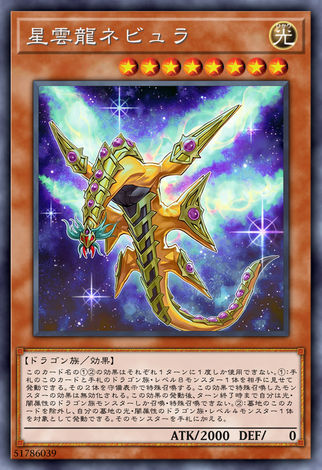 星雲龍ネビュラ
光
【ドラゴン族／効果】
このカード名の①②の効果はそれぞれ１ターンに１度しか使用できない。①：手
札のこのカードと手札のドラゴン族・レベル８モンスター１体を相手に見せて
発動できる。その２体を守備表示で特殊召喚する。この効果で特殊召喚したモン
スターの効果は無効化される。この効果の発動後、ターン終了時まで自分は光・
闇属性のドラゴン族モンスターしか召喚・特殊召喚できない。②：墓地のこのカ
ードを除外し、自分の墓地の光・闇属性のドラゴン族・レベル４モンスター１体
を対象として発動できる。そのモンスターを手札に加える。
ATK/2000 DEF/ 0
51786039